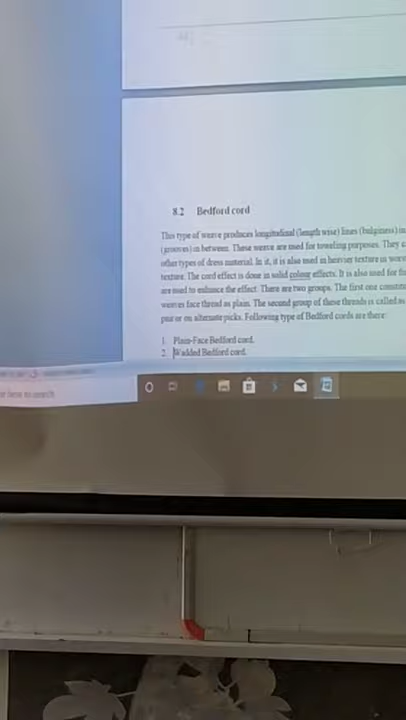 8.2 Bedford cord
This type of weave produces longitudinal (length wise) lines (bulginess) in
(grooves) in between. These weave are used for toweling purposes. They c
other types of dress material. In it, it is also used in heavier texture in wors
texture. The cord effect is done in solid colour effects. It is also used for
are used to enhance the effect. There are two groups. The first one
weaves face thread as plain. The second group of these threads is called as
pair or on alternate picks. Following type of Bedford cords are there:
1. Plain-Face Bedford cord.
2. Wadded Bedford cord.
here to search